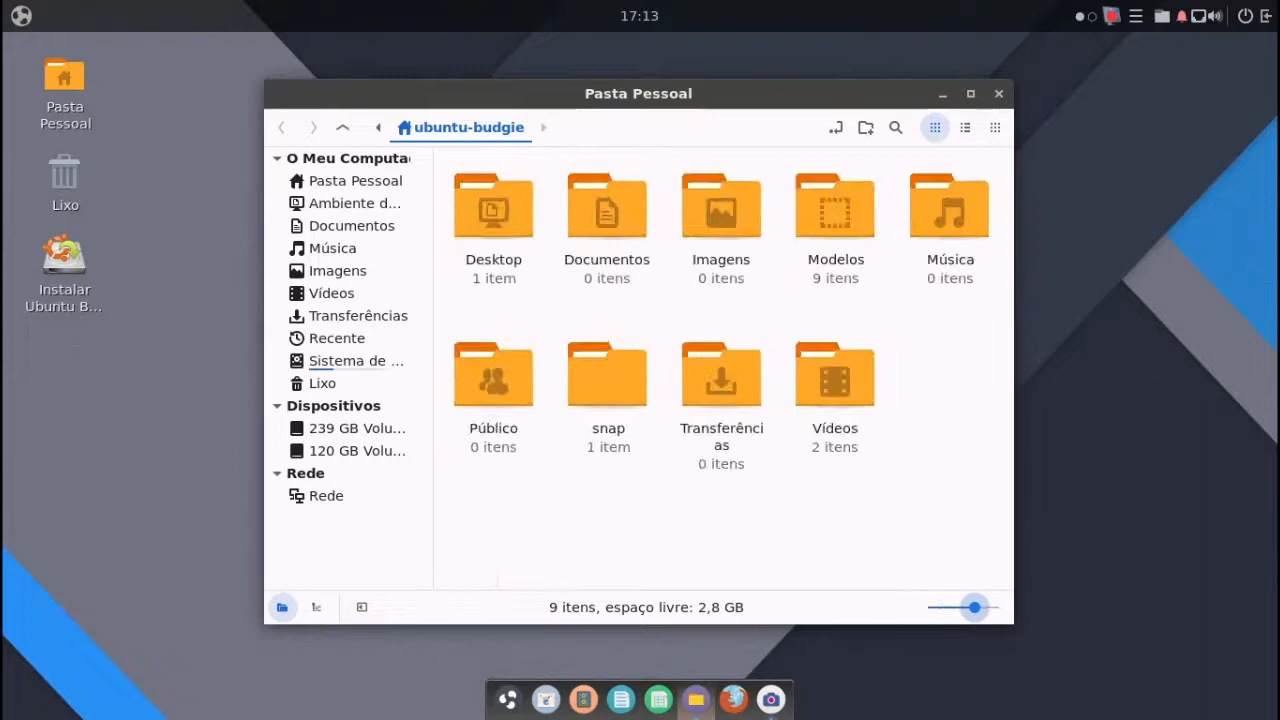 17:13
Pasta
Pessoal
Lixo
Instalar
Ubuntu B...
Pasta Pessoal
ubuntu-budgie
O Meu Computa
Pasta Pessoal
Ambiente d...
Documentos
Música
Imagens
Vídeos
Transferências
Recente
Sistema de ...
Lixo
Dispositivos
239 GB Volu...
120 GB Volu...
Rede
Rede
Desktop
1 item
Documentos
0 itens
Imagens
0 itens
Modelos
9 itens
Música
0 itens
Público
0 itens
snap
1 item
Transferênci
as
0 itens
Vídeos
2 itens
9 itens, espaço livre: 2,8 GB